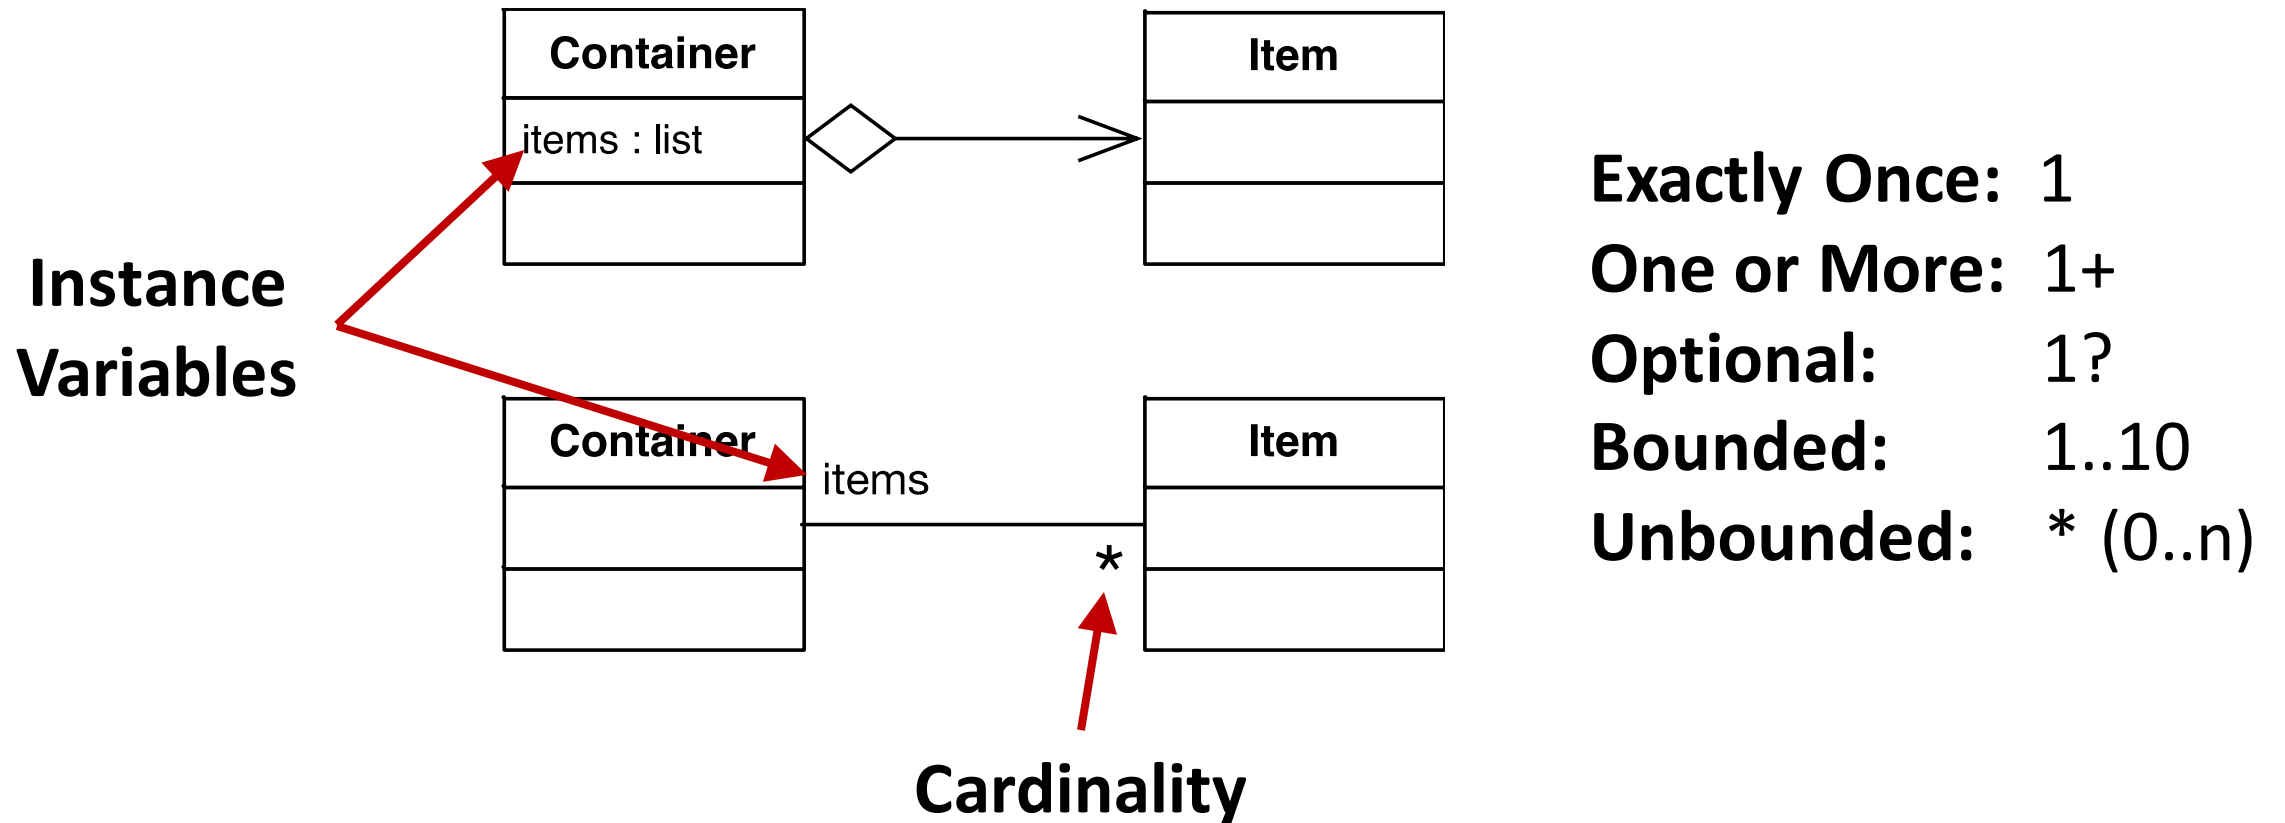 Container
Item
items : list
Instance
Variables
Container
Item
items
*
Cardinality
Exactly Once: 1
One or More: 1+
Optional: 1?
Bounded: 1..10
Unbounded: * (0..n)